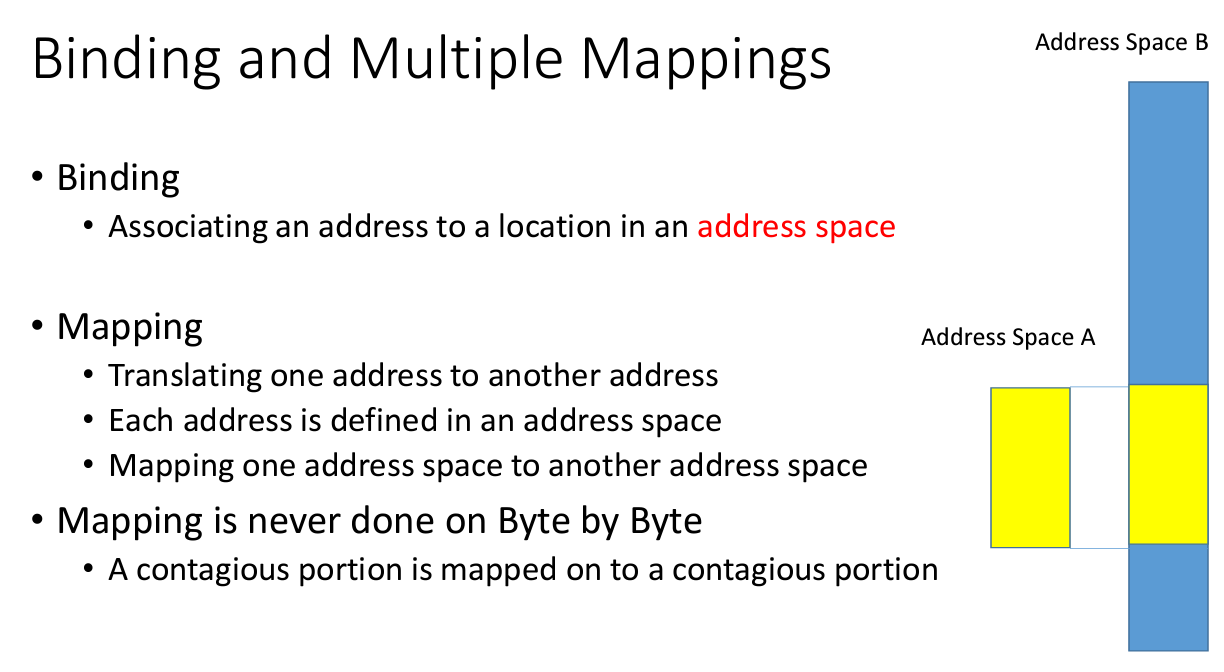 Binding and Multiple Mappings
Address Space B
• Binding
• Associating an address to a location in an address space
• Mapping
Address Space A
• Translating one address to another address
• Each address is defined in an address space
• Mapping one address space to another address space
• Mapping is never done on Byte by Byte
• A contagious portion is mapped on to a contagious portion